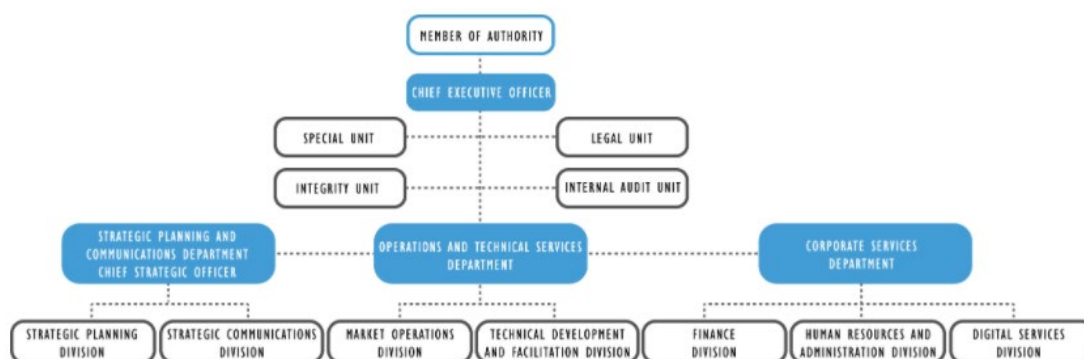 MEMBER OF AUTHORITY
CHIEF EXECUTIVE OFFICER
SPECIAL UNIT
LEGAL UNIT
INTEGRITY UNIT
INTERNAL AUDIT UNIT
STRATEGIC PLANNING AND
COMMUNICATIONS DEPARTMENT
CHIEF STRATEGIC OFFICER
OPERATIONS AND TECHNICAL SERVICES
DEPARTMENT
CORPORATE SERVICES
DEPARTMENT
STRATEGIC PLANNING
DIVISION
STRATEGIC COMMUNICATIONS
DIVISION
MARKET OPERATIONS
DIVISION
TECHNICAL DEVELOPMENT
AND FACILITATION DIVISION
FINANCE
DIVISION
HUMAN RESOURCES AND
ADMINISTRATION DIVISION
DIGITAL SERVICES
DIVISION